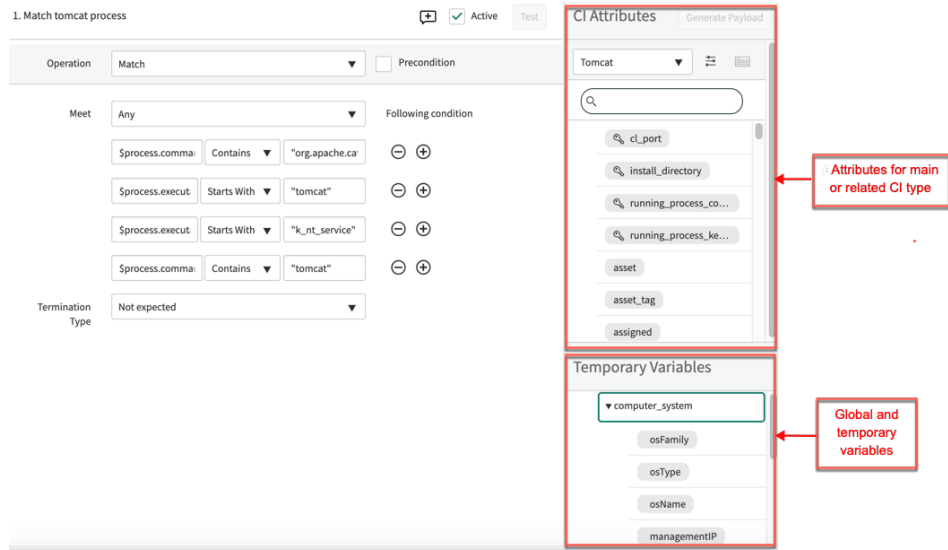 1. Match tomcat process
Active
Test
Operation
Match
Precondition
Meet
Any
Following condition
$process.comma
Contains
"org.apache.ca
$process.execut
Starts With
"tomcat"
$process.execut
Starts With
"k_nt_service"
$process.comma
Contains
"tomcat"
Termination
Type
Not expected
CI Attributes
Generate Payload
Tomcat
cl_port
install_directory
running_process_co...
running_process_ke...
asset
asset_tag
assigned
Temporary Variables
computer_system
osFamily
osType
osName
managementIP
Attributes for main
or related CI type
Global and
temporary
variables